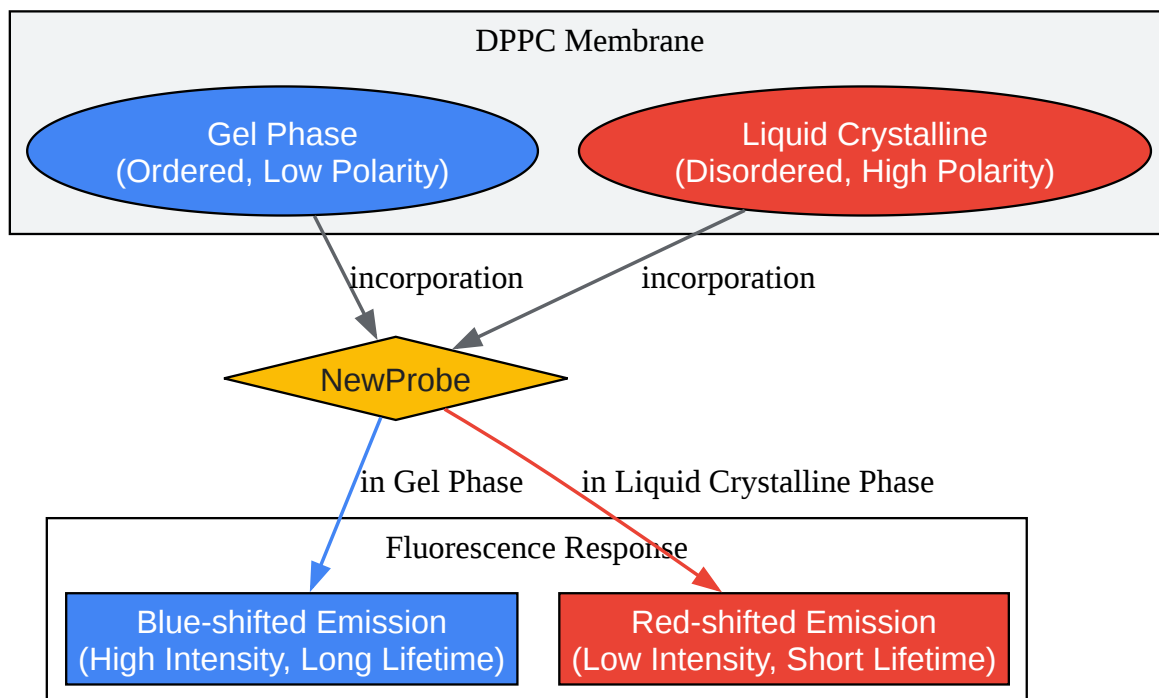 DPPC Membrane
Gel Phase
(Ordered, Low Polarity)
Liquid Crystalline
(Disordered, High Polarity)
incorporation
incorporation
NewProbe
in Gel Phase
in Liquid Crystalline Phase
Fluorescence Response
Blue-shifted Emission
(High Intensity, Long Lifetime)
Red-shifted Emission
(Low Intensity, Short Lifetime)